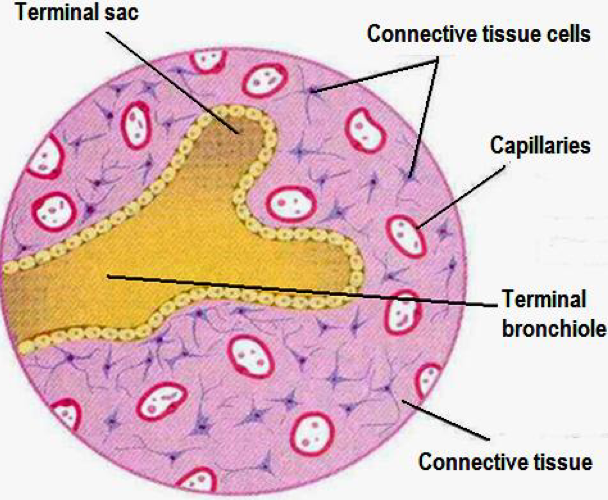 Terminal sac
Connective tissue cells
Capillaries
Terminal
bronchiole
Connective tissue